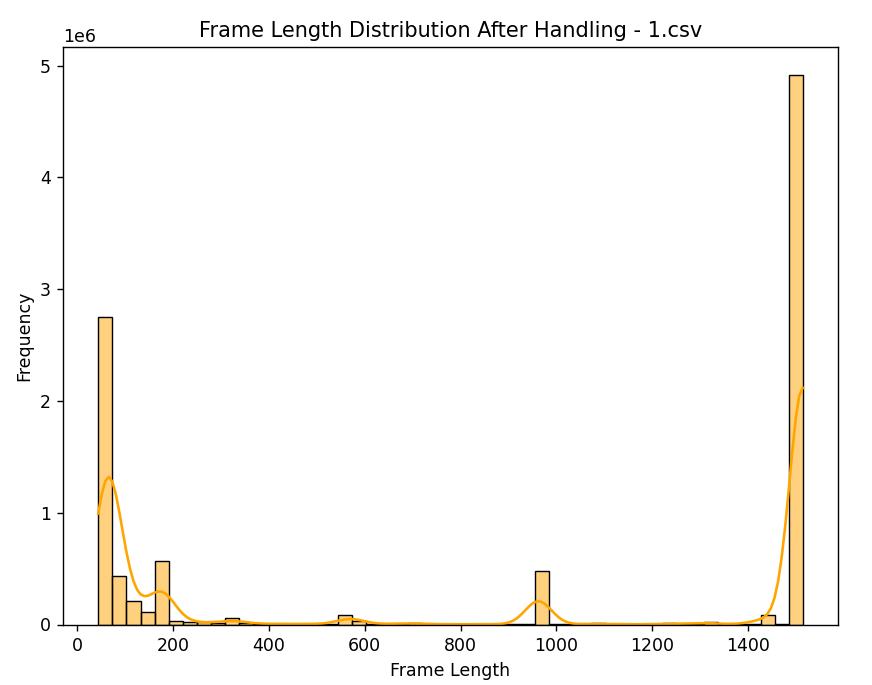 Frame Length Distribution After Handling - 1.csv
1e6
5
4
3
2
1
0
Frequency
0 200 400 600 800 1000 1200 1400
Frame Length